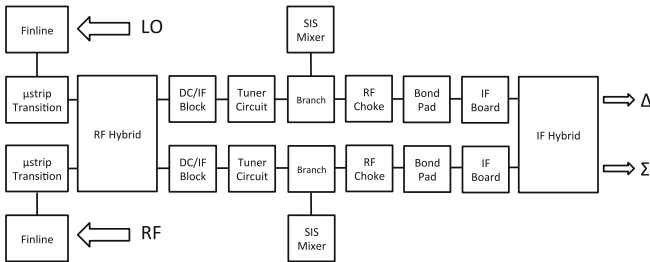 Finline
LO
SIS
Mixer
µstrip
Transition
RF Hybrid
DC/IF
Block
Tuner
Circuit
Branch
RF
Choke
Bond
Pad
IF
Board
IF Hybrid
Δ
µstrip
Transition
DC/IF
Block
Tuner
Circuit
Branch
RF
Choke
Bond
Pad
IF
Board
Σ
Finline
RF
SIS
Mixer